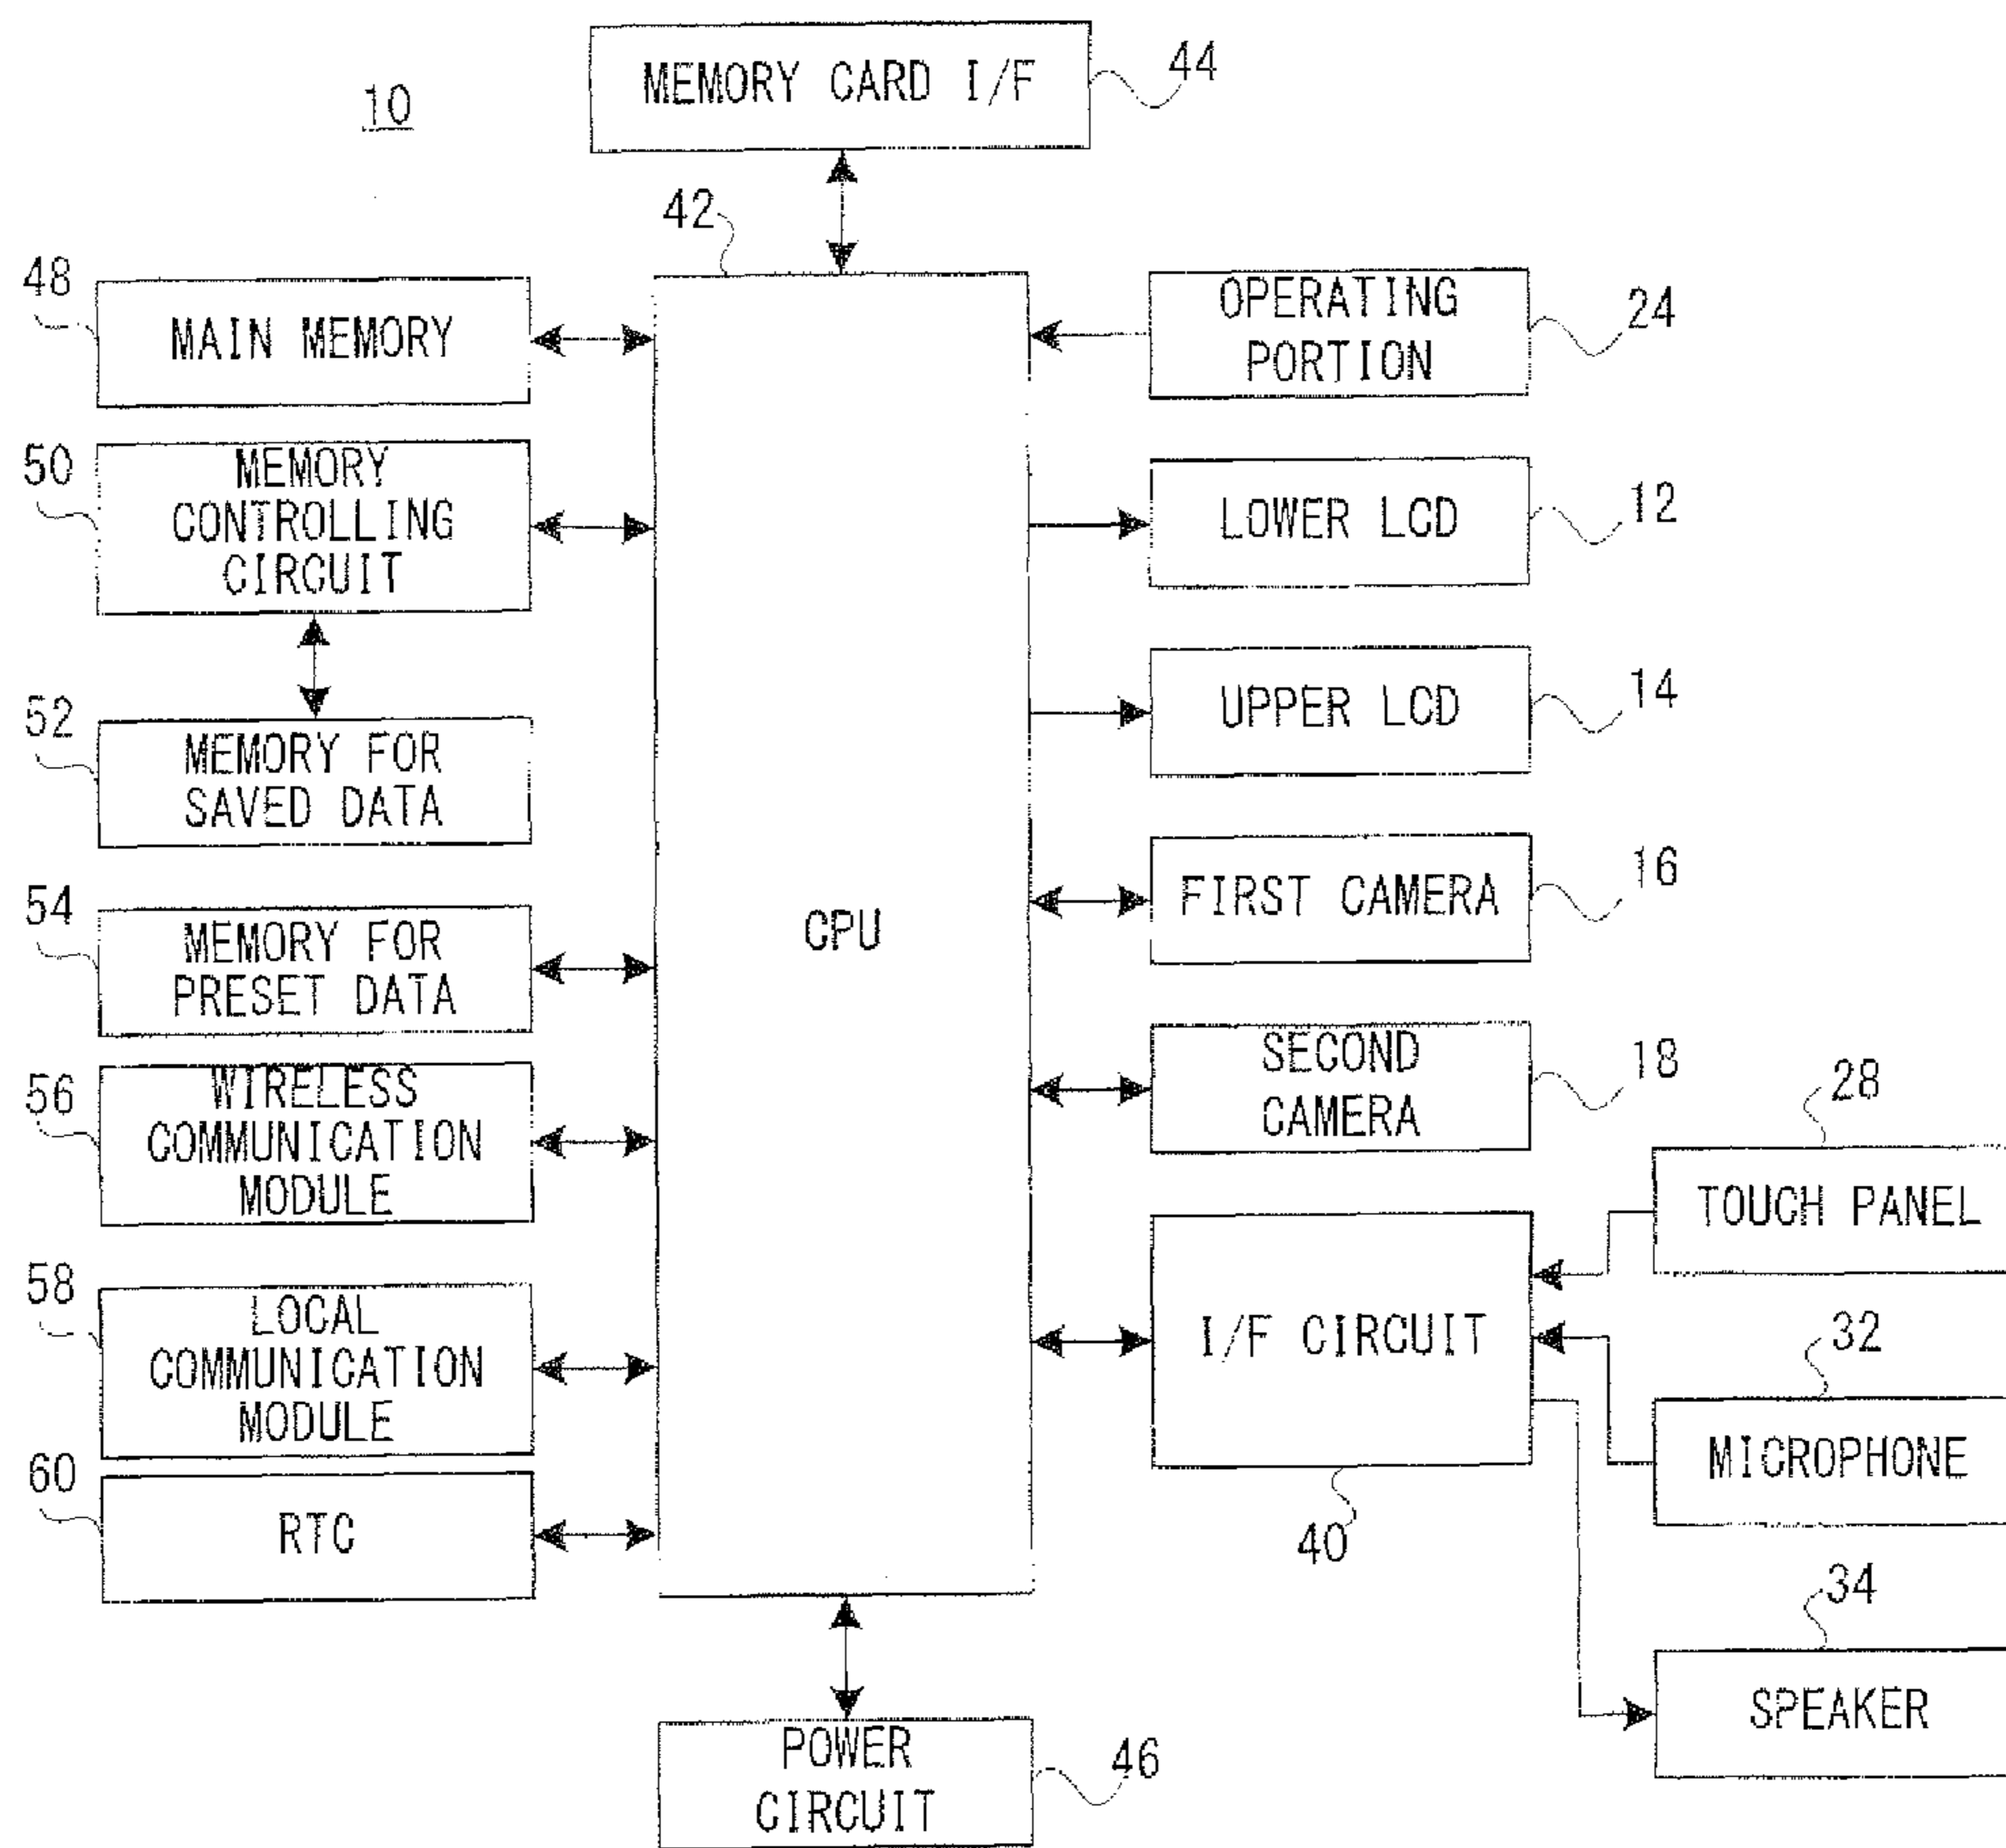 10
MEMORY CARD I/F
44
42
48
MAIN MEMORY
OPERATING
PORTION
24
50
MEMORY
CONTROLLING
CIRCUIT
LOWER LCD
12
52
MEMORY FOR
SAVED DATA
UPPER LCD
14
54
MEMORY FOR
PRESET DATA
CPU
FIRST CAMERA
16
56
WIRELESS
COMMUNICATION
MODULE
SECOND
CAMERA
18
28
TOUCH PANEL
58
LOCAL
COMMUNICATION
MODULE
I/F CIRCUIT
40
32
MICROPHONE
60
RTC
34
SPEAKER
POWER
CIRCUIT
46